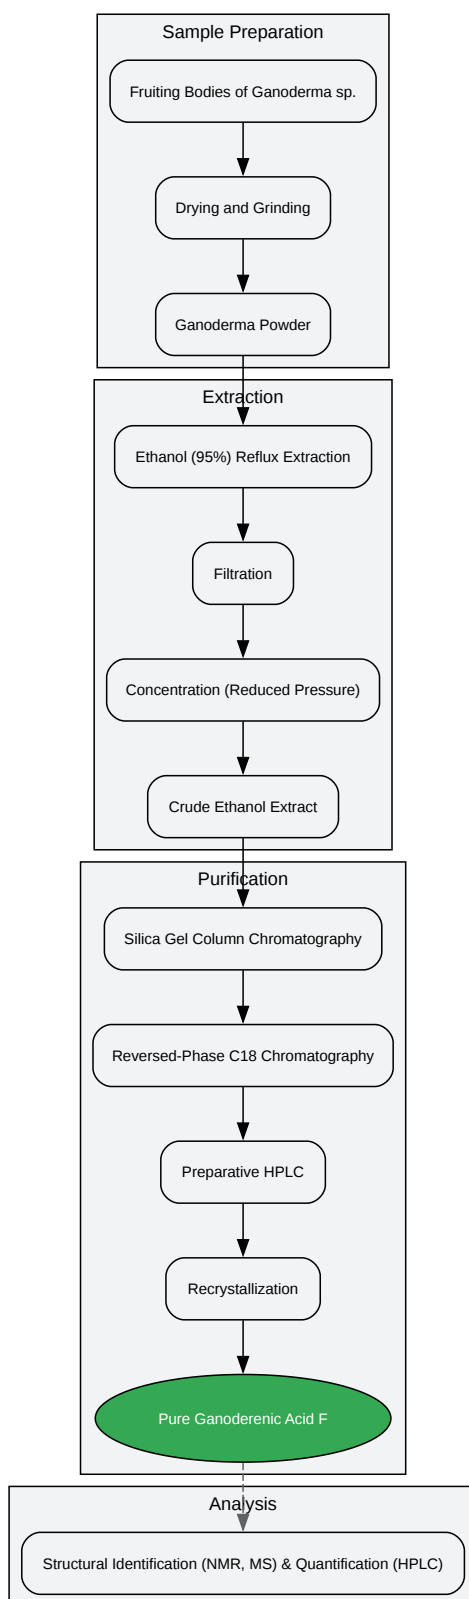 Sample Preparation
Fruiting Bodies of Ganoderma sp.
Drying and Grinding
Ganoderma Powder
Extraction
Ethanol (95%) Reflux Extraction
Filtration
Concentration (Reduced Pressure)
Crude Ethanol Extract
Purification
Silica Gel Column Chromatography
Reversed-Phase C18 Chromatography
Preparative HPLC
Recrystallization
Pure Ganoderenic Acid F
Analysis
Structural Identification (NMR, MS) & Quantification (HPLC)